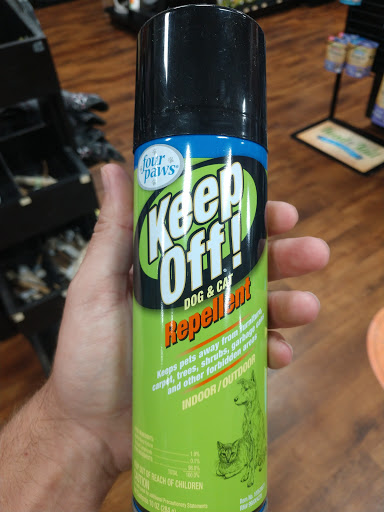 four
paws®
Keep
Off!
DOG & CAT
Repellent
Keeps pets away from furniture,
carpet, trees, shrubs, garbage cans
and other forbidden areas
INDOOR/OUTDOOR
TOTAL
KEEP OUT OF REACH OF CHILDREN
CAUTION